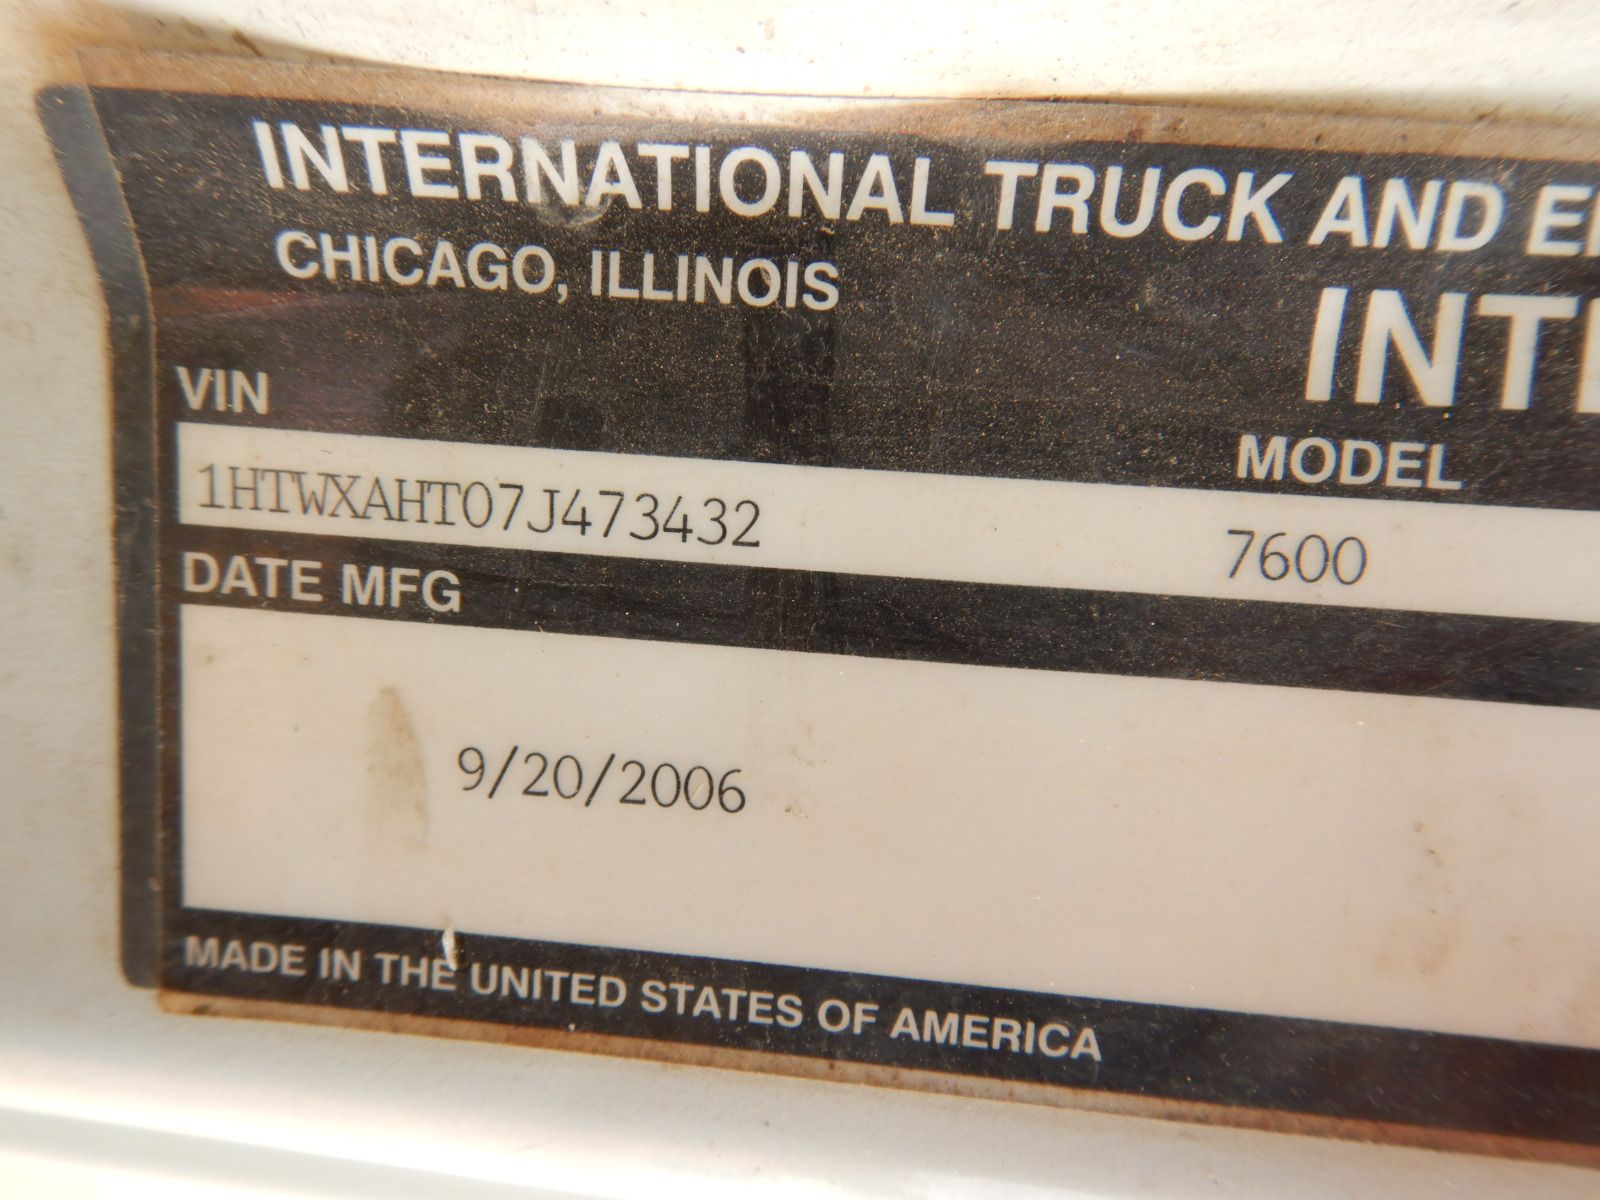 INTERNATIONAL TRUCK AND
CHICAGO, ILLINOIS
VIN
MODEL
1HTWXAHT07J473432 7600
DATE MFG
9/20/2006
MADE IN THE UNITED STATES OF AMERICA